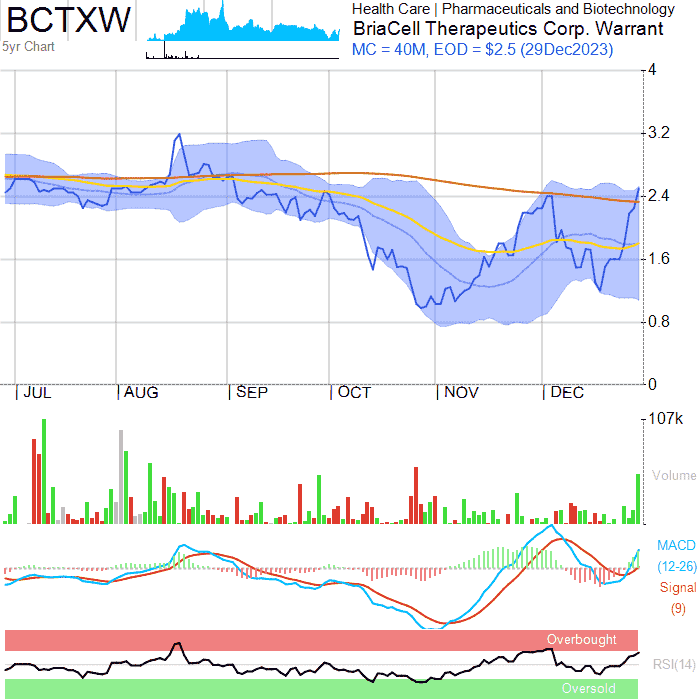 BCTXW
5yr Chart
Health Care | Pharmaceuticals and Biotechnology
BriaCell Therapeutics Corp. Warrant
MC = 40M, EOD = $2.5 (29Dec2023)
4
3.2
2.4
1.6
0.8
0
JUL AUG SEP OCT NOV DEC
107k
Volume
MACD
(12-26)
Signal
(9)
Overbought
RSI(14)
Oversold